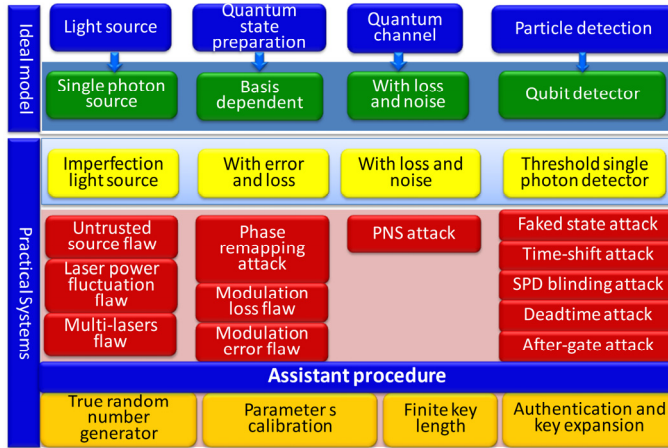 Ideal model
Light source
Quantum
state
preparation
Quantum
channel
Particle detection
Single photon
source
Basis
dependent
With loss
and noise
Qubit detector
Practical Systems
Imperfection
light source
With error
and loss
With loss and
noise
Threshold single
photon detector
Untrusted
source flaw
Laser power
fluctuation
flaw
Multi-lasers
flaw
Phase
remapping
attack
Modulation
loss flaw
Modulation
error flaw
PNS attack
Faked state attack
Time-shift attack
SPD blinding attack
Deadtime attack
After-gate attack
Assistant procedure
True random
number
generator
Parameter s
calibration
Finite key
length
Authentication and
key expansion